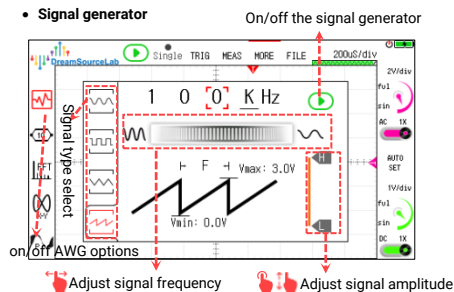 • Signal generator
On/off the signal generator
DreamSourceLab
Single TRIG MEAS MORE FILE 200uS/div
2V/div
ful
sin
AC 1X
AUTO
SET
1V/div
ful
sin
DC 1X
FFT
X-Y
Signal type select
1 0 0 K Hz
F
Vmax: 3.0V
Vmin: 0.0V
H
L
on/off AWG options
Adjust signal frequency
Adjust signal amplitude